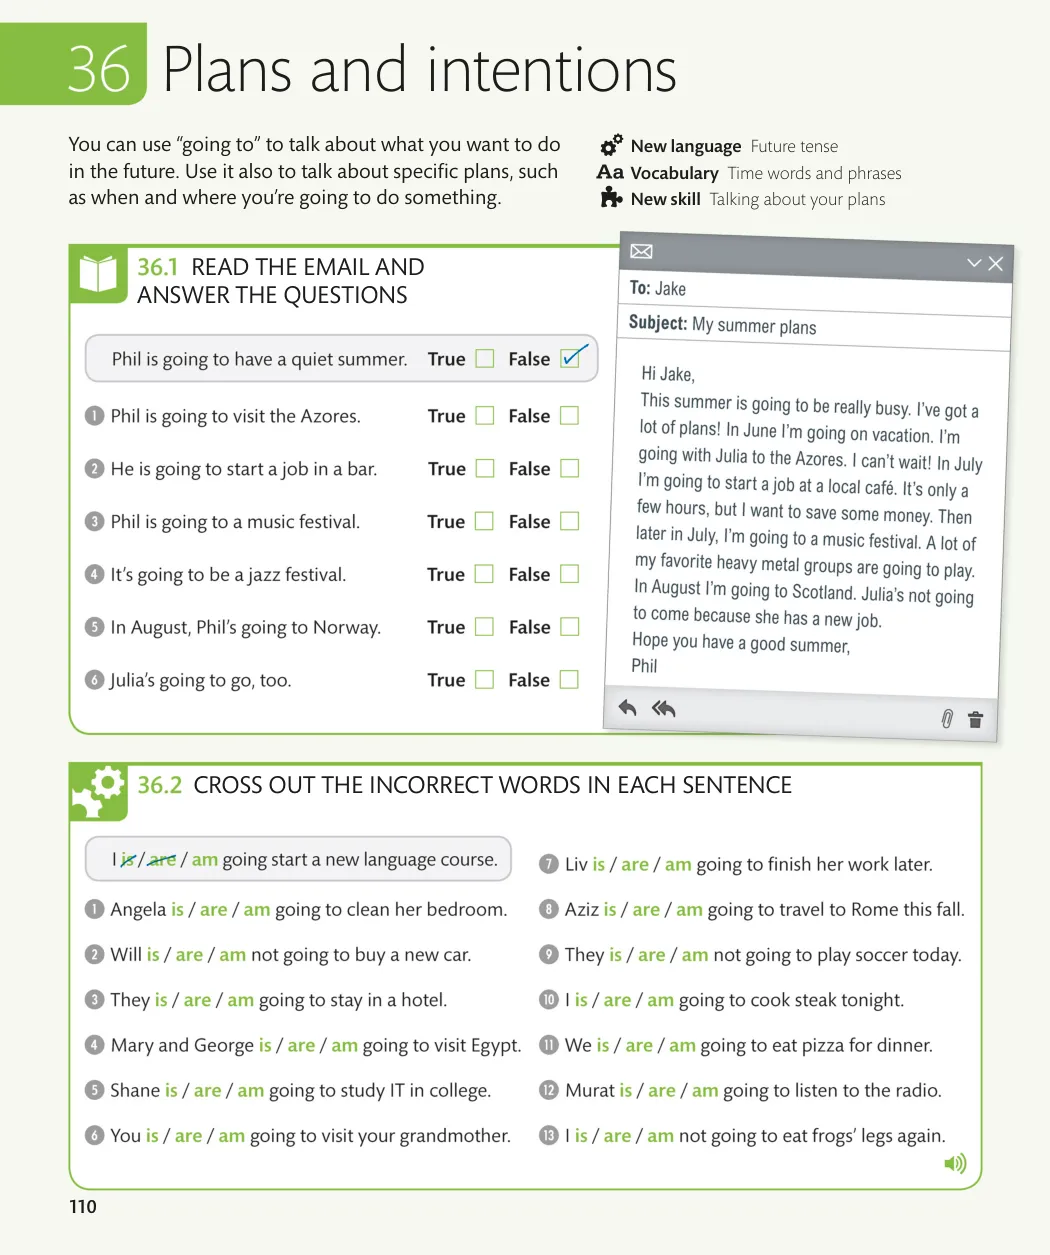 36 Plans and intentions
You can use “going to” to talk about what you want to do
in the future. Use it also to talk about specific plans, such
as when and where you’re going to do something.
New language Future tense
Aa Vocabulary Time words and phrases
New skill Talking about your plans
36.1 READ THE EMAIL AND
ANSWER THE QUESTIONS
Phil is going to have a quiet summer. True False
1 Phil is going to visit the Azores. True False
2 He is going to start a job in a bar. True False
3 Phil is going to a music festival. True False
4 It’s going to be a jazz festival. True False
5 In August, Phil’s going to Norway. True False
6 Julia’s going to go, too. True False
To: Jake
Subject: My summer plans
Hi Jake,
This summer is going to be really busy. I’ve got a
lot of plans! In June I’m going on vacation. I’m
going with Julia to the Azores. I can’t wait! In July
I’m going to start a job at a local café. It’s only a
few hours, but I want to save some money. Then
later in July, I’m going to a music festival. A lot of
my favorite heavy metal groups are going to play.
In August I’m going to Scotland. Julia’s not going
to come because she has a new job.
Hope you have a good summer,
Phil
36.2 CROSS OUT THE INCORRECT WORDS IN EACH SENTENCE
I is / are / am going start a new language course.
1 Angela is / are / am going to clean her bedroom.
2 Will is / are / am not going to buy a new car.
3 They is / are / am going to stay in a hotel.
4 Mary and George is / are / am going to visit Egypt.
5 Shane is / are / am going to study IT in college.
6 You is / are / am going to visit your grandmother.
7 Liv is / are / am going to finish her work later.
8 Aziz is / are / am going to travel to Rome this fall.
9 They is / are / am not going to play soccer today.
10 I is / are / am going to cook steak tonight.
11 We is / are / am going to eat pizza for dinner.
12 Murat is / are / am going to listen to the radio.
13 I is / are / am not going to eat frogs’ legs again.
110